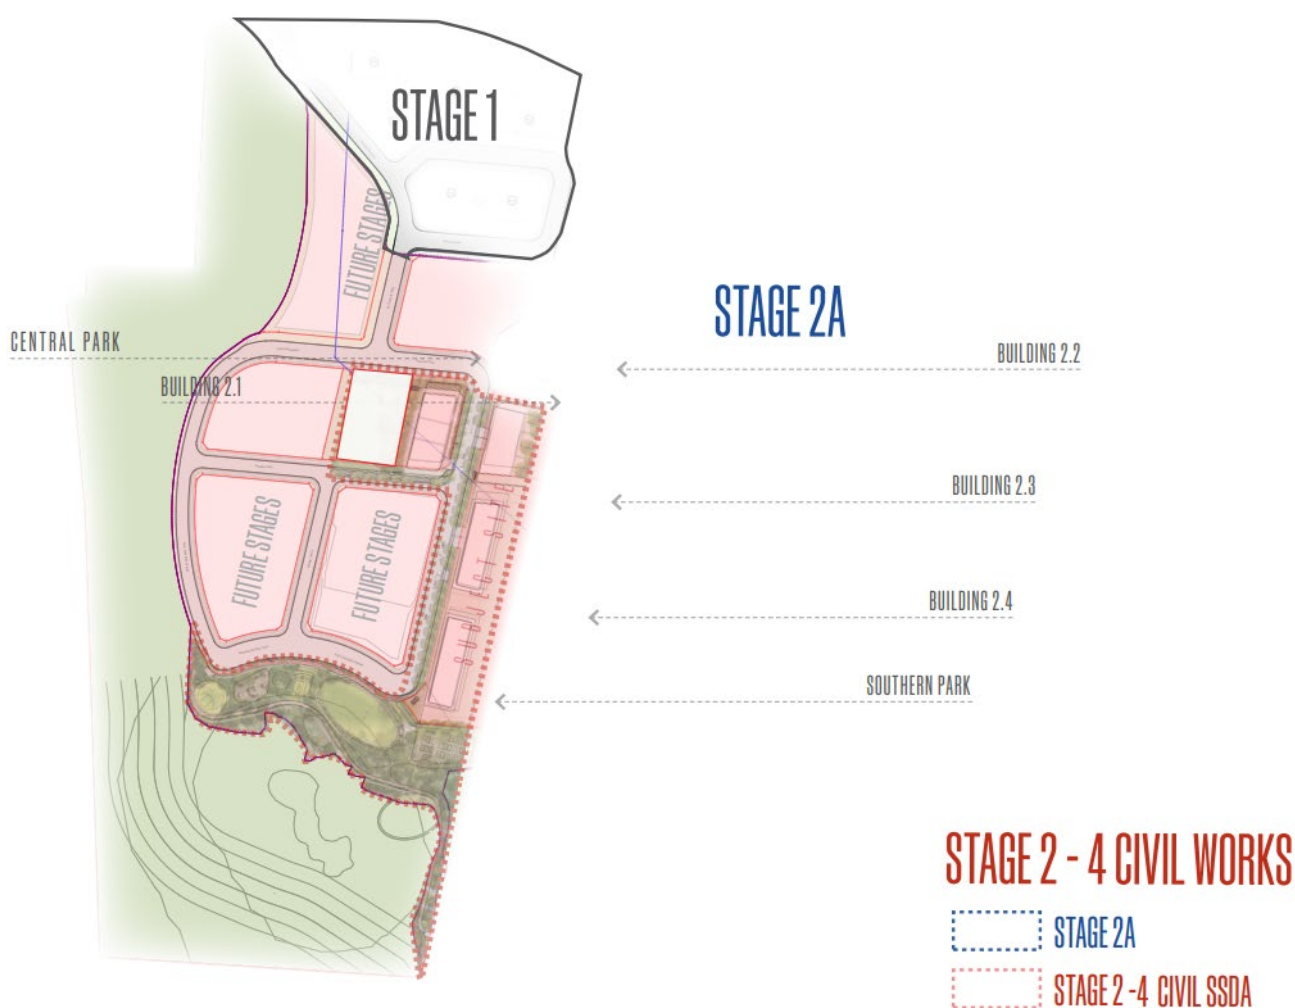 STAGE 1
FUTURE STAGES
STAGE 2A
CENTRAL PARK
BUILDING 2.2
BUILDING 2.1
BUILDING 2.3
FUTURE STAGES
FUTURE STAGES
SUBJECT SITE
BUILDING 2.4
SOUTHERN PARK
STAGE 2 - 4 CIVIL WORKS
STAGE 2A
STAGE 2 -4 CIVIL SSDA